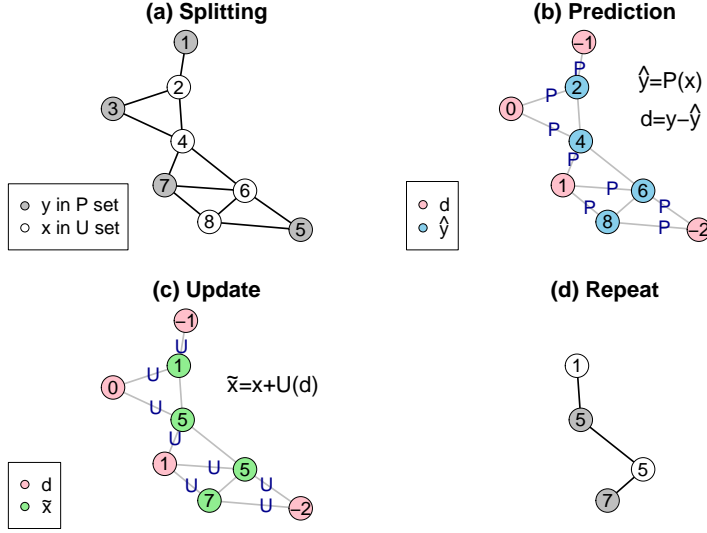 (a) Splitting
1
2
3
4
7
6
8
5
y in P set
x in U set
(b) Prediction
−1
P
2
P
0
P
4
P
1
P
6
P
P
8
P
−2
ŷ=P(x)
d=y−ŷ
d
ŷ
(c) Update
−1
U
1
U
0
U
5
U
1
U
5
U
U
7
U
−2
x̃=x+U(d)
d
x̃
(d) Repeat
1
5
5
7